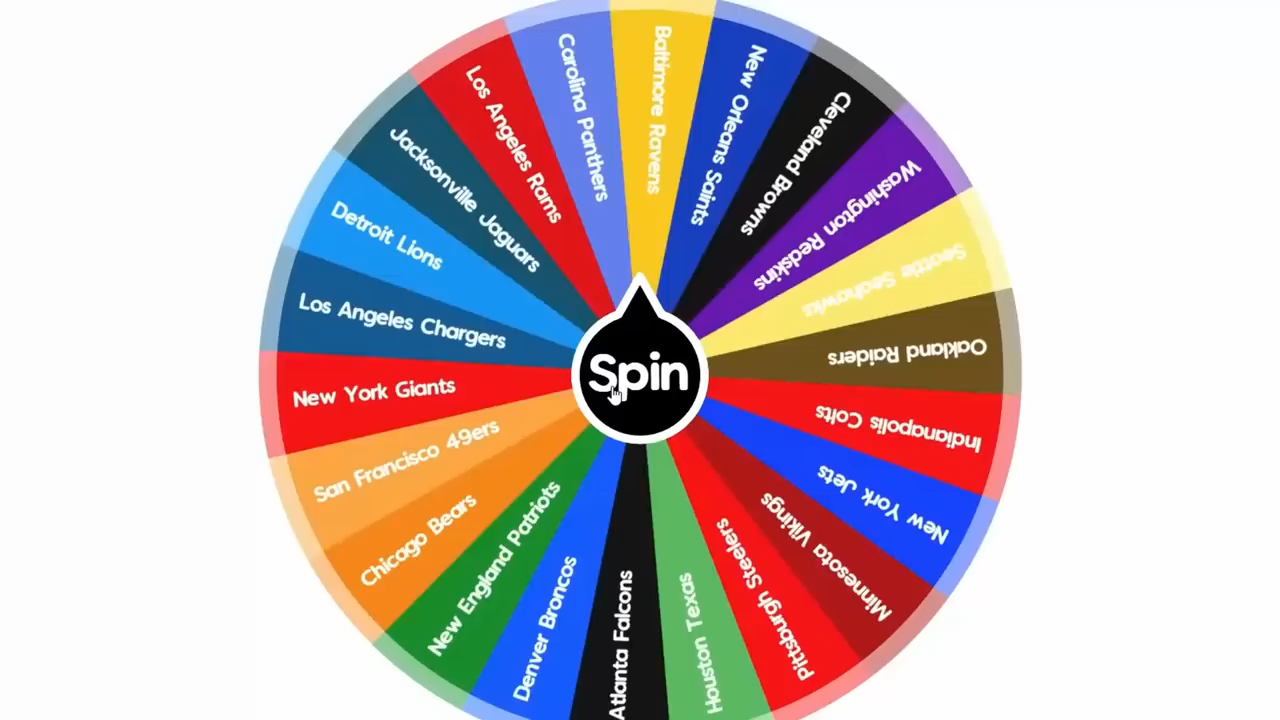 Baltimore Ravens
New Orleans Saints
Cleveland Browns
Washington Redskins
Seattle Seahawks
Oakland Raiders
Indianapolis Colts
New York Jets
Minnesota Vikings
Pittsburgh Steelers
Houston Texas
Atlanta Falcons
Denver Broncos
New England Patriots
Chicago Bears
San Francisco 49ers
New York Giants
Los Angeles Chargers
Detroit Lions
Jacksonville Jaguars
Los Angeles Rams
Carolina Panthers
Spin